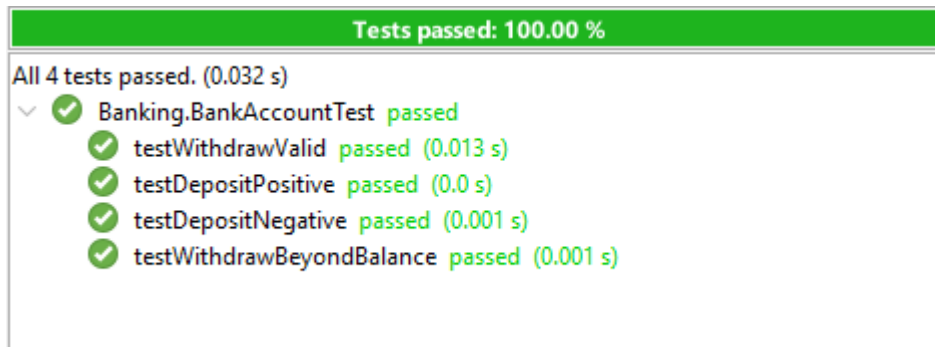 Tests passed: 100.00 %
All 4 tests passed. (0.032 s)
Banking.BankAccountTest passed
testWithdrawValid passed (0.013 s)
testDepositPositive passed (0.0 s)
testDepositNegative passed (0.001 s)
testWithdrawBeyondBalance passed (0.001 s)